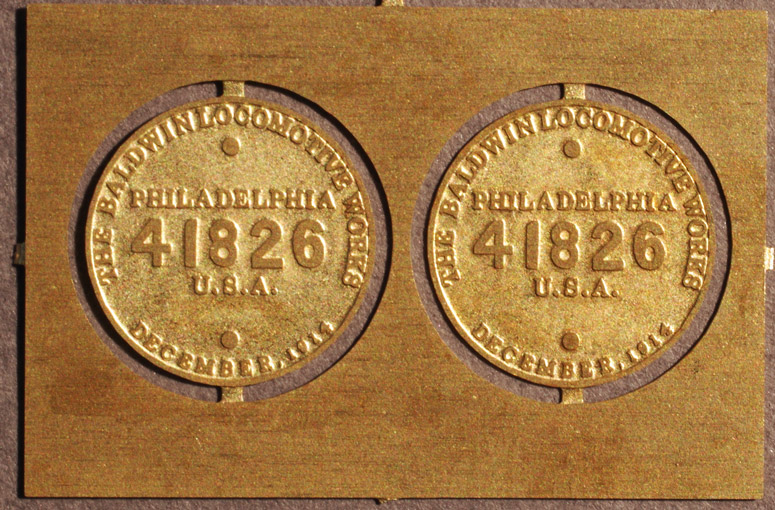 THE BALDWIN LOCOMOTIVE WORKS
PHILADELPHIA
41826
U.S.A.
DECEMBER, 1914
THE BALDWIN LOCOMOTIVE WORKS
PHILADELPHIA
41826
U.S.A.
DECEMBER, 1914